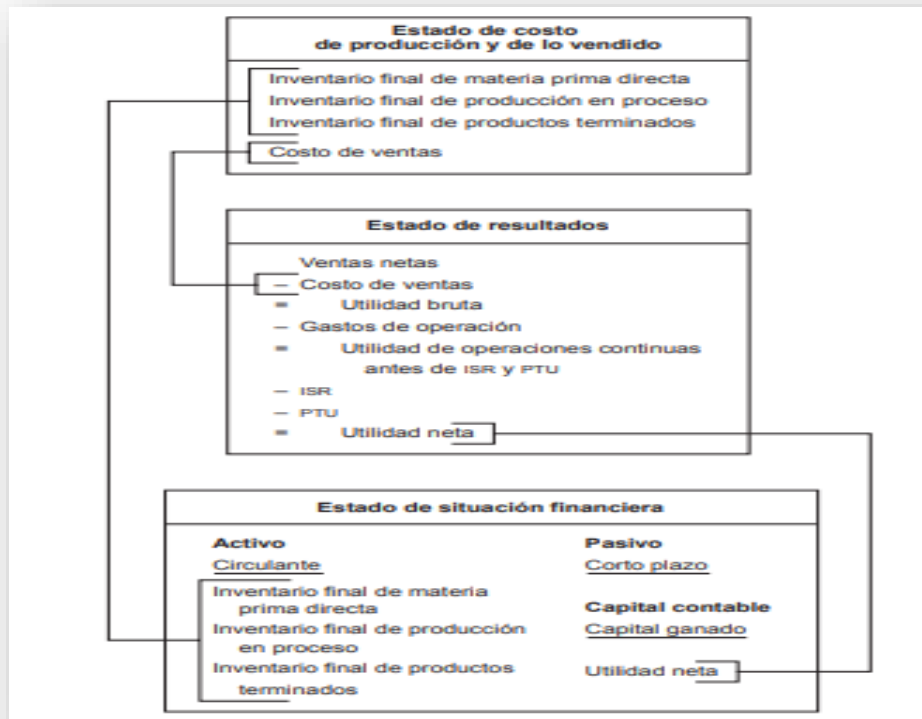 Estado de costo
de producción y de lo vendido
Inventario final de materia prima directa
Inventario final de producción en proceso
Inventario final de productos terminados
Costo de ventas
Estado de resultados
Ventas netas
– Costo de ventas
= Utilidad bruta
– Gastos de operación
= Utilidad de operaciones continuas
antes de ISR y PTU
– ISR
– PTU
= Utilidad neta
Estado de situación financiera
Activo
Circulante
Inventario final de materia
prima directa
Inventario final de producción
en proceso
Inventario final de productos
terminados
Pasivo
Corto plazo
Capital contable
Capital ganado
Utilidad neta